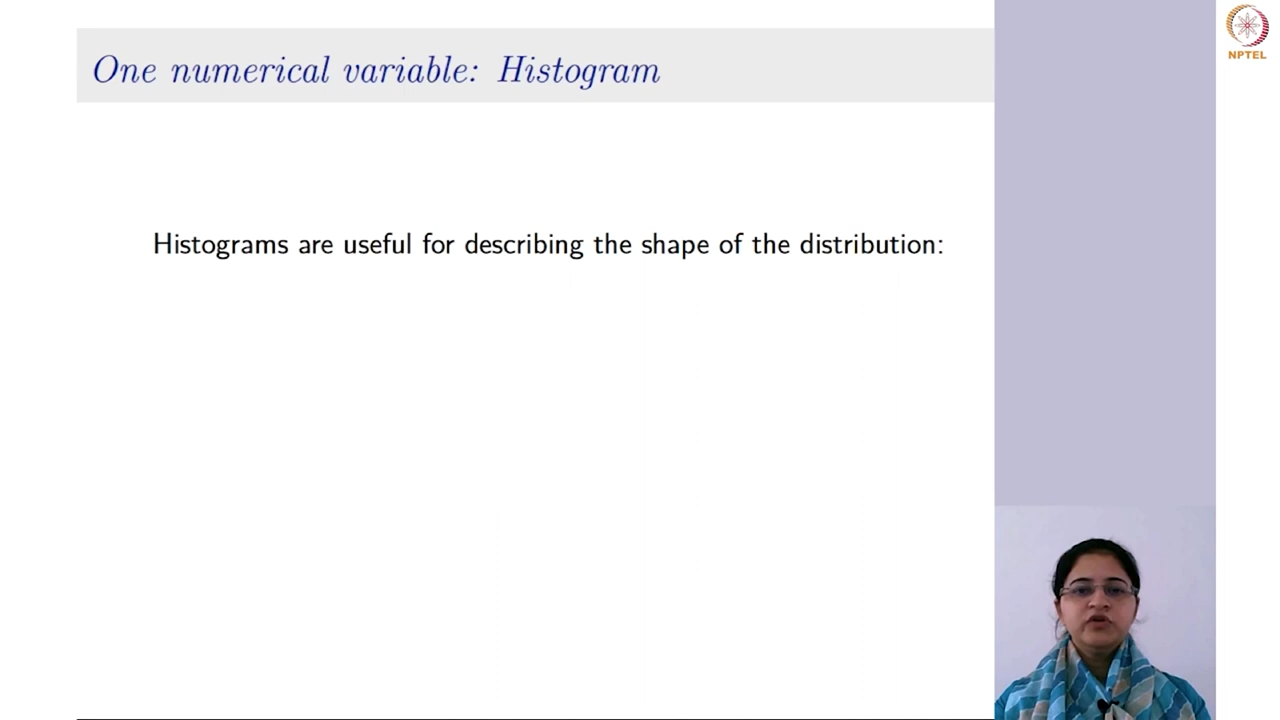 One numerical variable: Histogram
NPTEL
Histograms are useful for describing the shape of the distribution: